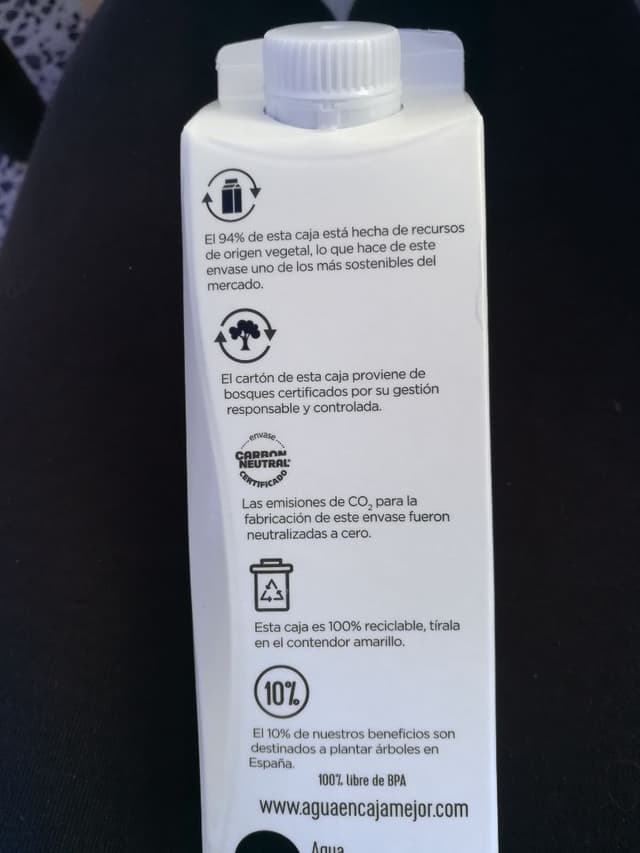 El 94% de esta caja está hecha de recursos
de origen vegetal, lo que hace de este
envase uno de los más sostenibles del
mercado.
El cartón de esta caja proviene de
bosques certificados por su gestión
responsable y controlada.
envase
CARBON
NEUTRAL
CERTIFICADO
Las emisiones de CO₂ para la
fabricación de este envase fueron
neutralizadas a cero.
Esta caja es 100% reciclable, tírala
en el contendor amarillo.
10%
El 10% de nuestros beneficios son
destinados a plantar árboles en
España.
100% libre de BPA
www.aguaencajamejor.com
Agua